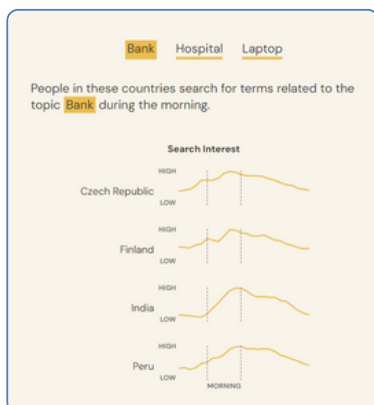 Bank Hospital Laptop
People in these countries search for terms related to the
topic Bank during the morning.
Search Interest
HIGH
Czech Republic
LOW
HIGH
Finland
LOW
HIGH
India
LOW
HIGH
Peru
LOW
MORNING